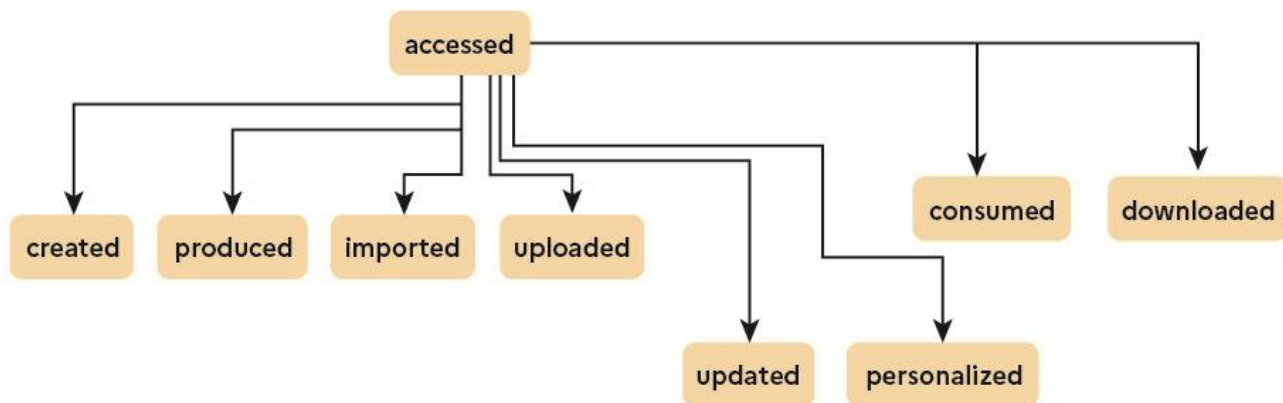 accessed
consumed
downloaded
created
produced
imported
uploaded
updated
personalized